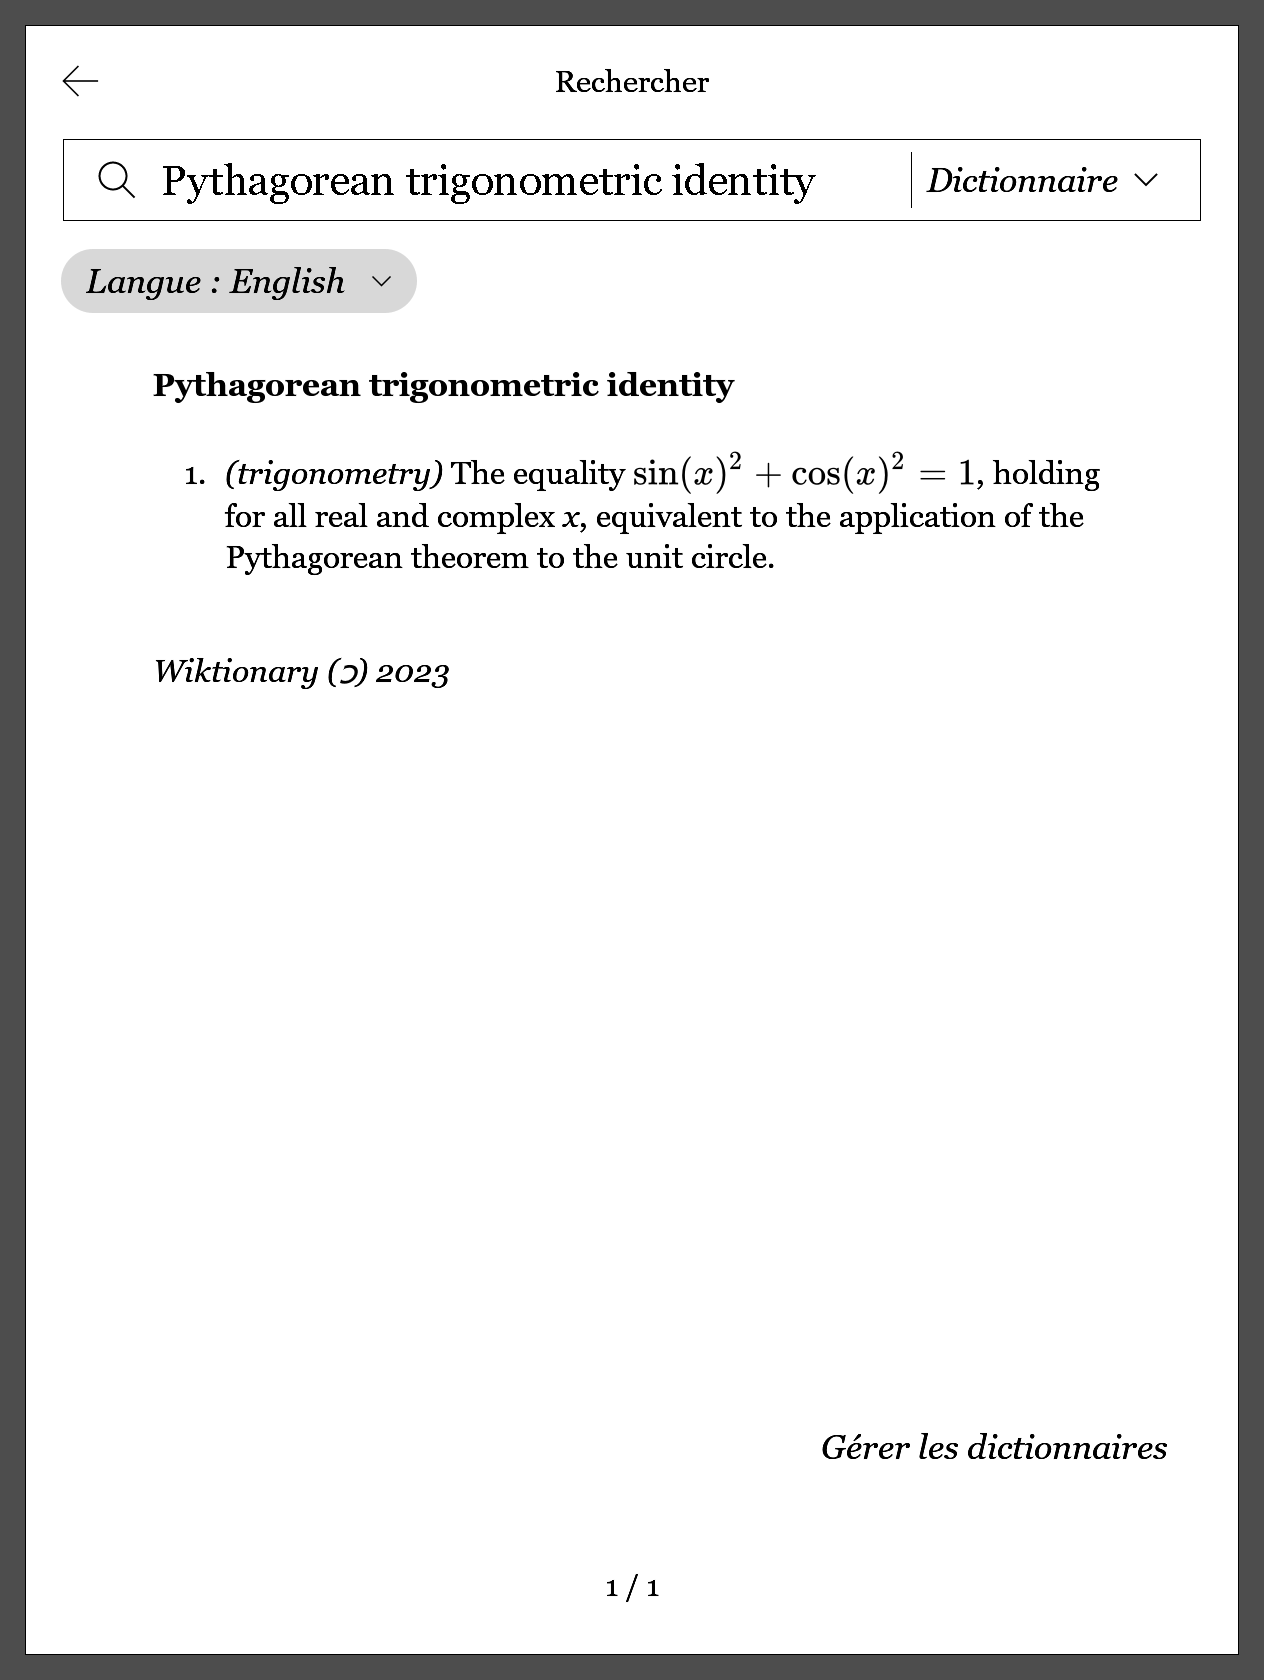 Rechercher
Pythagorean trigonometric identity
Dictionnaire
Langue : English
Pythagorean trigonometric identity
1. (trigonometry) The equality sin(x)² + cos(x)² = 1, holding
for all real and complex x, equivalent to the application of the
Pythagorean theorem to the unit circle.
Wiktionary (ɔ) 2023
Gérer les dictionnaires
1 / 1